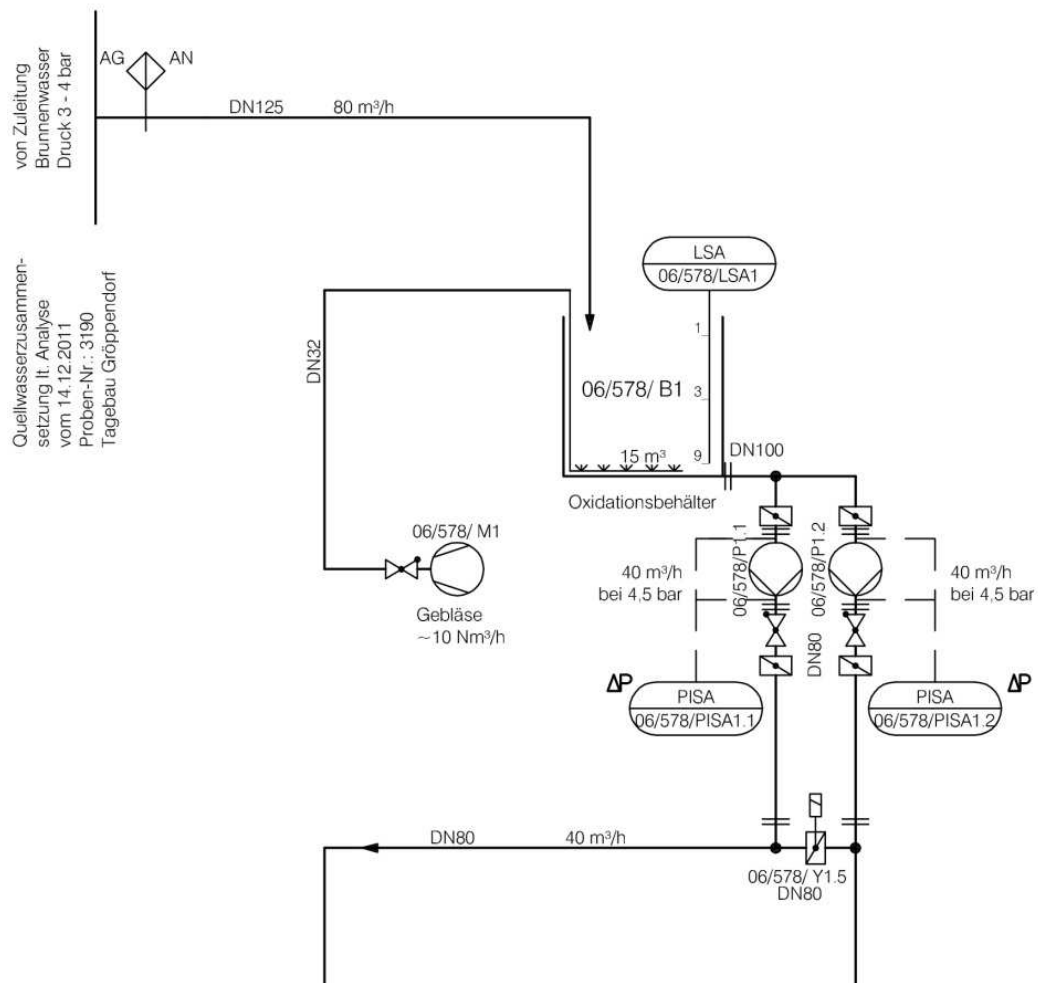 von Zuleitung
Brunnenwasser
Druck 3 - 4 bar
AG
AN
DN125
80 m³/h
Quellwasserzusammen-
setzung lt. Analyse
vom 14.12.2011
Proben-Nr.: 3190
Tagebau Gröppendorf
LSA
06/578/LSA1
DN32
1
06/578/ B1
3
15 m³
9
DN100
Oxidationsbehälter
06/578/ M1
Gebläse
~10 Nm³/h
06/578/P1.1
06/578/P1.2
40 m³/h
bei 4,5 bar
40 m³/h
bei 4,5 bar
DN80
ΔP
PISA
06/578/PISA1.1
PISA
06/578/PISA1.2
ΔP
DN80
40 m³/h
06/578/ Y1.5
DN80